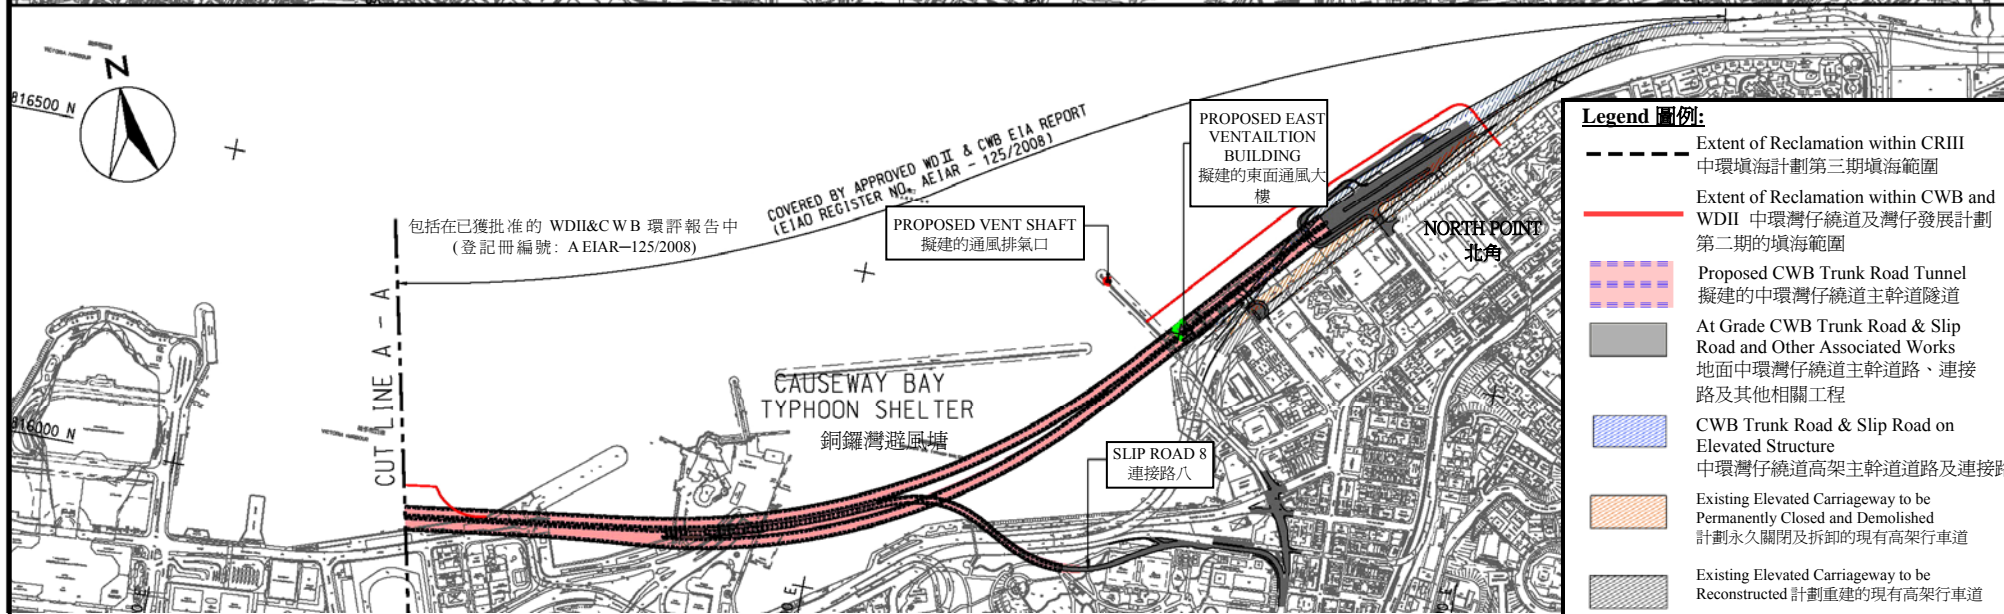 VICTORIA HARBOUR
N
816500 N
COVERED BY APPROVED WDII & CWB EIA REPORT
(EIAO REGISTER NO. AEIAR - 125/2008)
包括在已獲批准的 WDII&CWB 環評報告中
(登記冊編號: AEIAR─125/2008)
PROPOSED VENT SHAFT
擬建的通風排氣口
PROPOSED EAST
VENTAILTION
BUILDING
擬建的東面通風大
樓
NORTH POINT
北角
CUT LINE A - A
CAUSEWAY BAY
TYPHOON SHELTER
銅鑼灣避風塘
816000 N
SLIP ROAD 8
連接路八
Legend 圖例:
Extent of Reclamation within CRIII
中環填海計劃第三期填海範圍
Extent of Reclamation within CWB and
WDII 中環灣仔繞道及灣仔發展計劃
第二期的填海範圍
Proposed CWB Trunk Road Tunnel
擬建的中環灣仔繞道主幹道隧道
At Grade CWB Trunk Road & Slip
Road and Other Associated Works
地面中環灣仔繞道主幹道路、連接
路及其他相關工程
CWB Trunk Road & Slip Road on
Elevated Structure
中環灣仔繞道高架主幹道道路及連接路
Existing Elevated Carriageway to be
Permanently Closed and Demolished
計劃永久關閉及拆卸的現有高架行車道
Existing Elevated Carriageway to be
Reconstructed 計劃重建的現有高架行車道